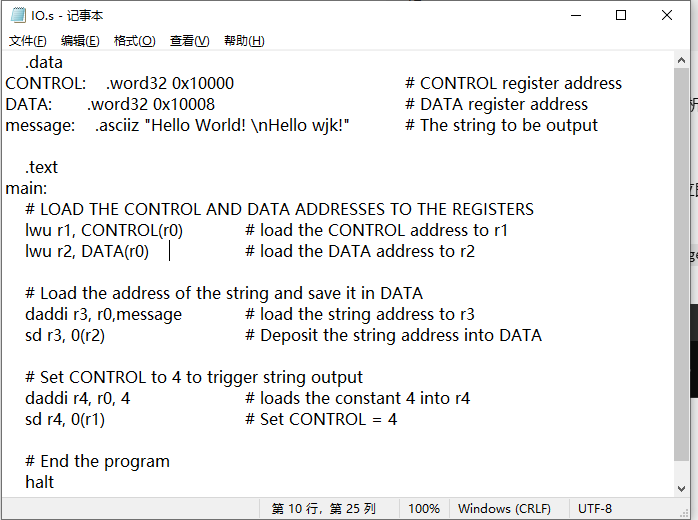 IO.s - 记事本
文件(F) 编辑(E) 格式(O) 查看(V) 帮助(H)
.data
CONTROL: .word32 0x10000 # CONTROL register address
DATA: .word32 0x10008 # DATA register address
message: .asciiz "Hello World! \nHello wjk!" # The string to be output
.text
main:
# LOAD THE CONTROL AND DATA ADDRESSES TO THE REGISTERS
lwu r1, CONTROL(r0) # load the CONTROL address to r1
lwu r2, DATA(r0) # load the DATA address to r2
# Load the address of the string and save it in DATA
daddi r3, r0,message # load the string address to r3
sd r3, 0(r2) # Deposit the string address into DATA
# Set CONTROL to 4 to trigger string output
daddi r4, r0, 4 # loads the constant 4 into r4
sd r4, 0(r1) # Set CONTROL = 4
# End the program
halt
第 10 行，第 25 列 100% Windows (CRLF) UTF-8